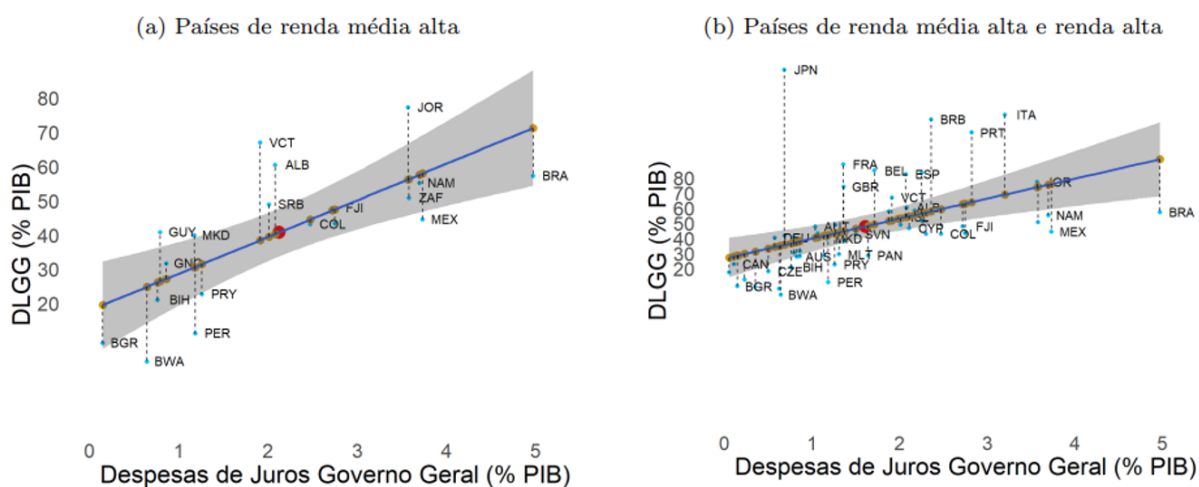 (a) Países de renda média alta
DLGG (% PIB)
80
70
60
50
40
30
20
JOR
VCT
ALB
NAM
BRA
ZAF
SRB
FJI
MEX
COL
GUY
MKD
BIH
PRY
PER
BGR
BWA
0 1 2 3 4 5
Despesas de Juros Governo Geral (% PIB)
(b) Países de renda média alta e renda alta
DLGG (% PIB)
80
70
60
50
40
30
20
JPN
ITA
BRB
PRT
FRA
BEL
ESP
GBR
JOR
VCT
ALB
NAM
BRA
AUT
DEU
MKD
SVN
CYP
COL
FJI
MEX
CAN
CZE
AUS
BIH
MLT
PRY
PAN
BGR
BWA
PER
0 1 2 3 4 5
Despesas de Juros Governo Geral (% PIB)